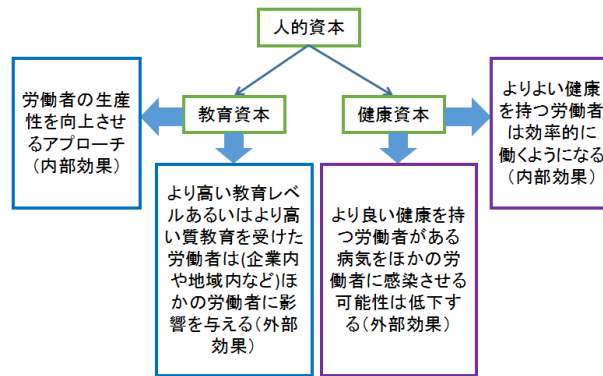 人的資本
労働者の生産
性を向上させ
るアプローチ
(内部効果)
教育資本
健康資本
よりよい健康
を持つ労働者
は効率的に
働くようになる
(内部効果)
より高い教育レベ
ルあるいはより高
い質教育を受けた
労働者は(企業内
や地域内など)ほ
かの労働者に影
響を与える(外部
効果)
より良い健康を持
つ労働者がある
病気をほかの労
働者に感染させる
可能性は低下す
る(外部効果)